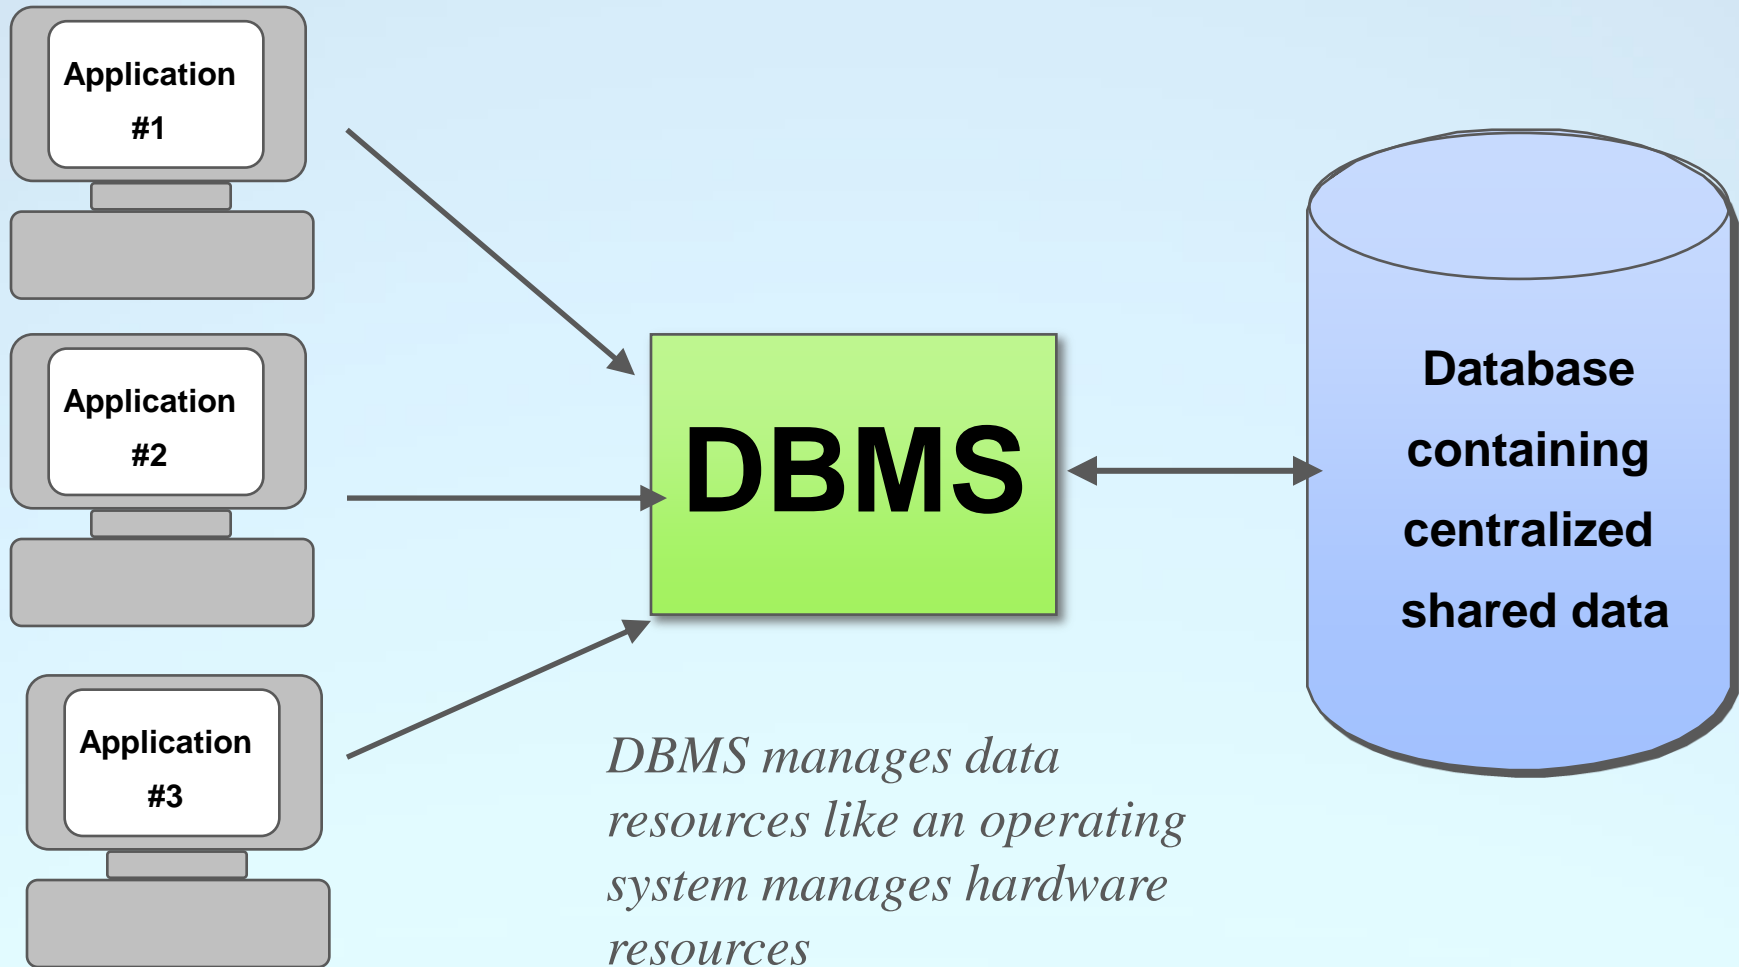 Application
#1
Application
#2
Application
#3
DBMS
Database
containing
centralized
shared data
DBMS manages data
resources like an operating
system manages hardware
resources